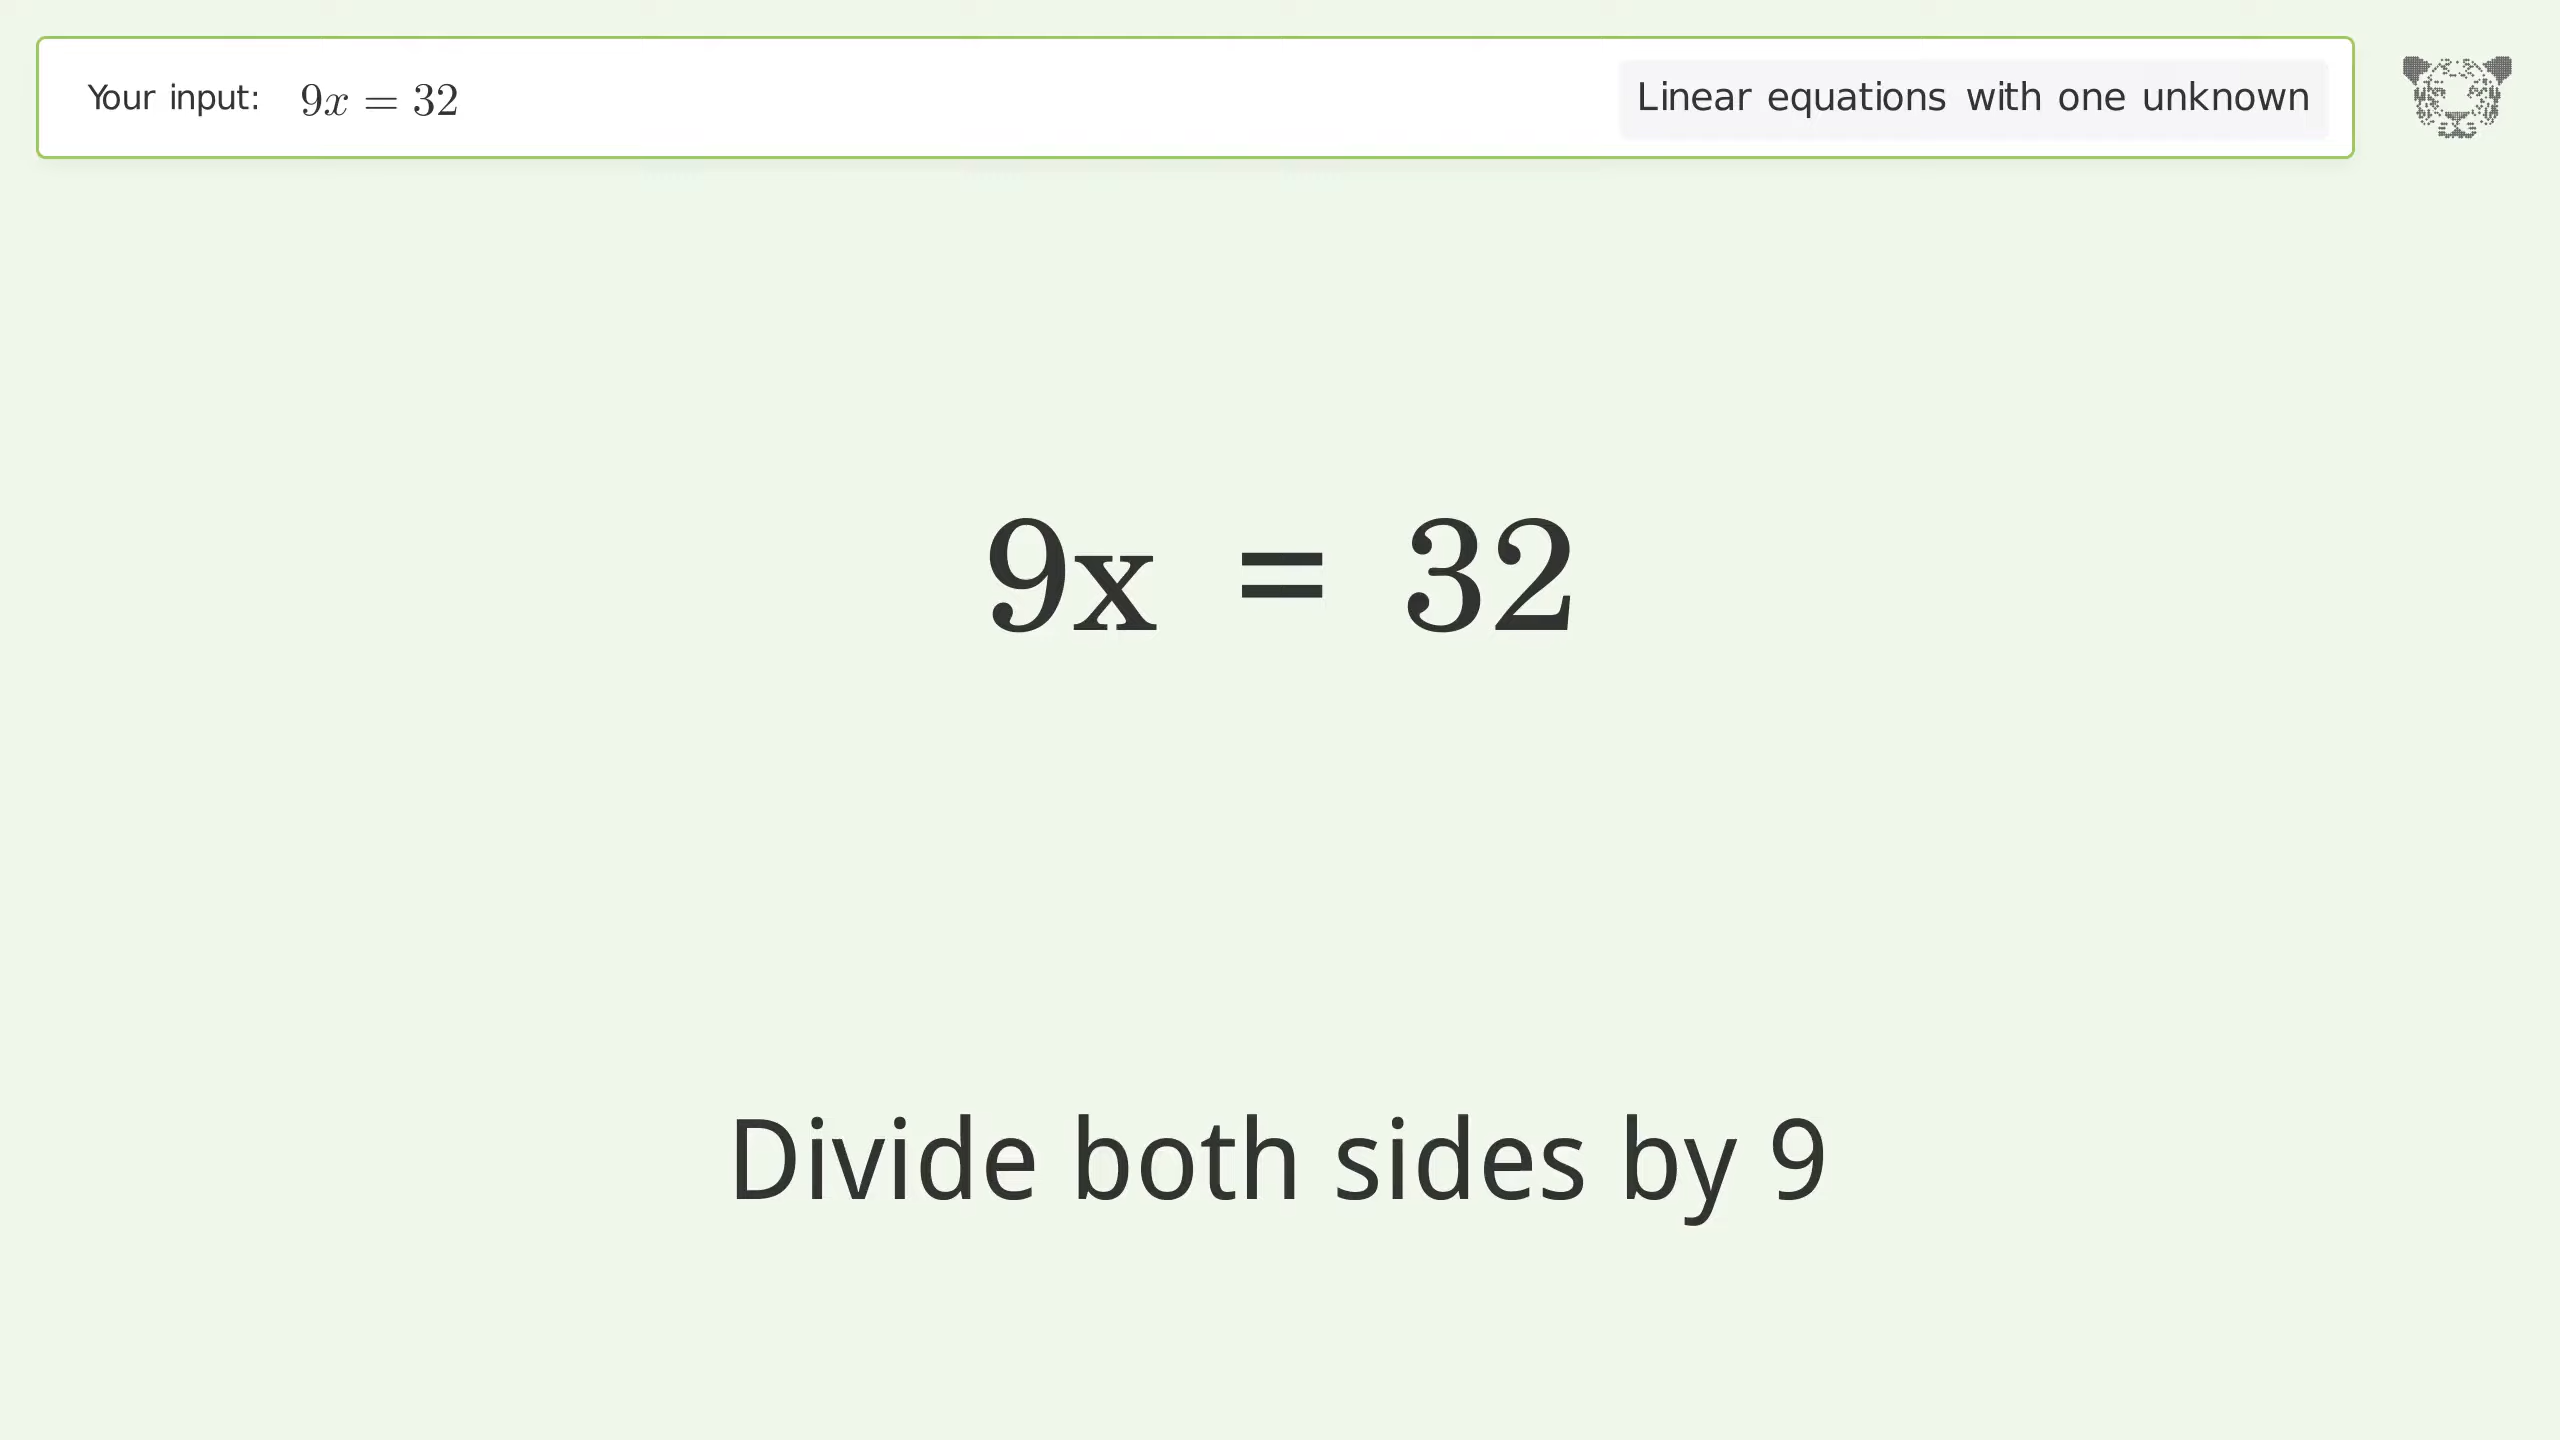 Your input: 9x = 32 Linear equations with one unknown
9x = 32
Divide both sides by 9